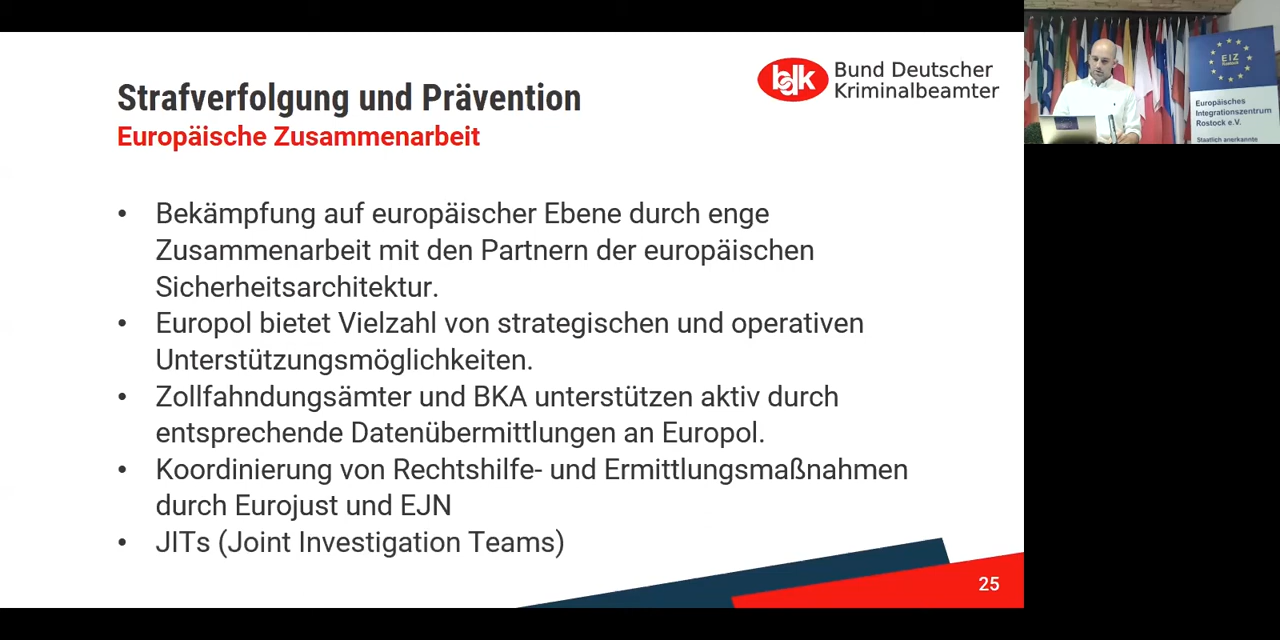 Strafverfolgung und Prävention
Europäische Zusammenarbeit
bdk
Bund Deutscher
Kriminalbeamter
• Bekämpfung auf europäischer Ebene durch enge
Zusammenarbeit mit den Partnern der europäischen
Sicherheitsarchitektur.
• Europol bietet Vielzahl von strategischen und operativen
Unterstützungsmöglichkeiten.
• Zollfahndungsämter und BKA unterstützen aktiv durch
entsprechende Datenübermittlungen an Europol.
• Koordinierung von Rechtshilfe- und Ermittlungsmaßnahmen
durch Eurojust und EJN
• JITs (Joint Investigation Teams)
25
EIZ
Rostock
Europäisches
Integrationszentrum
Rostock e.V.
Staatlich anerkannte